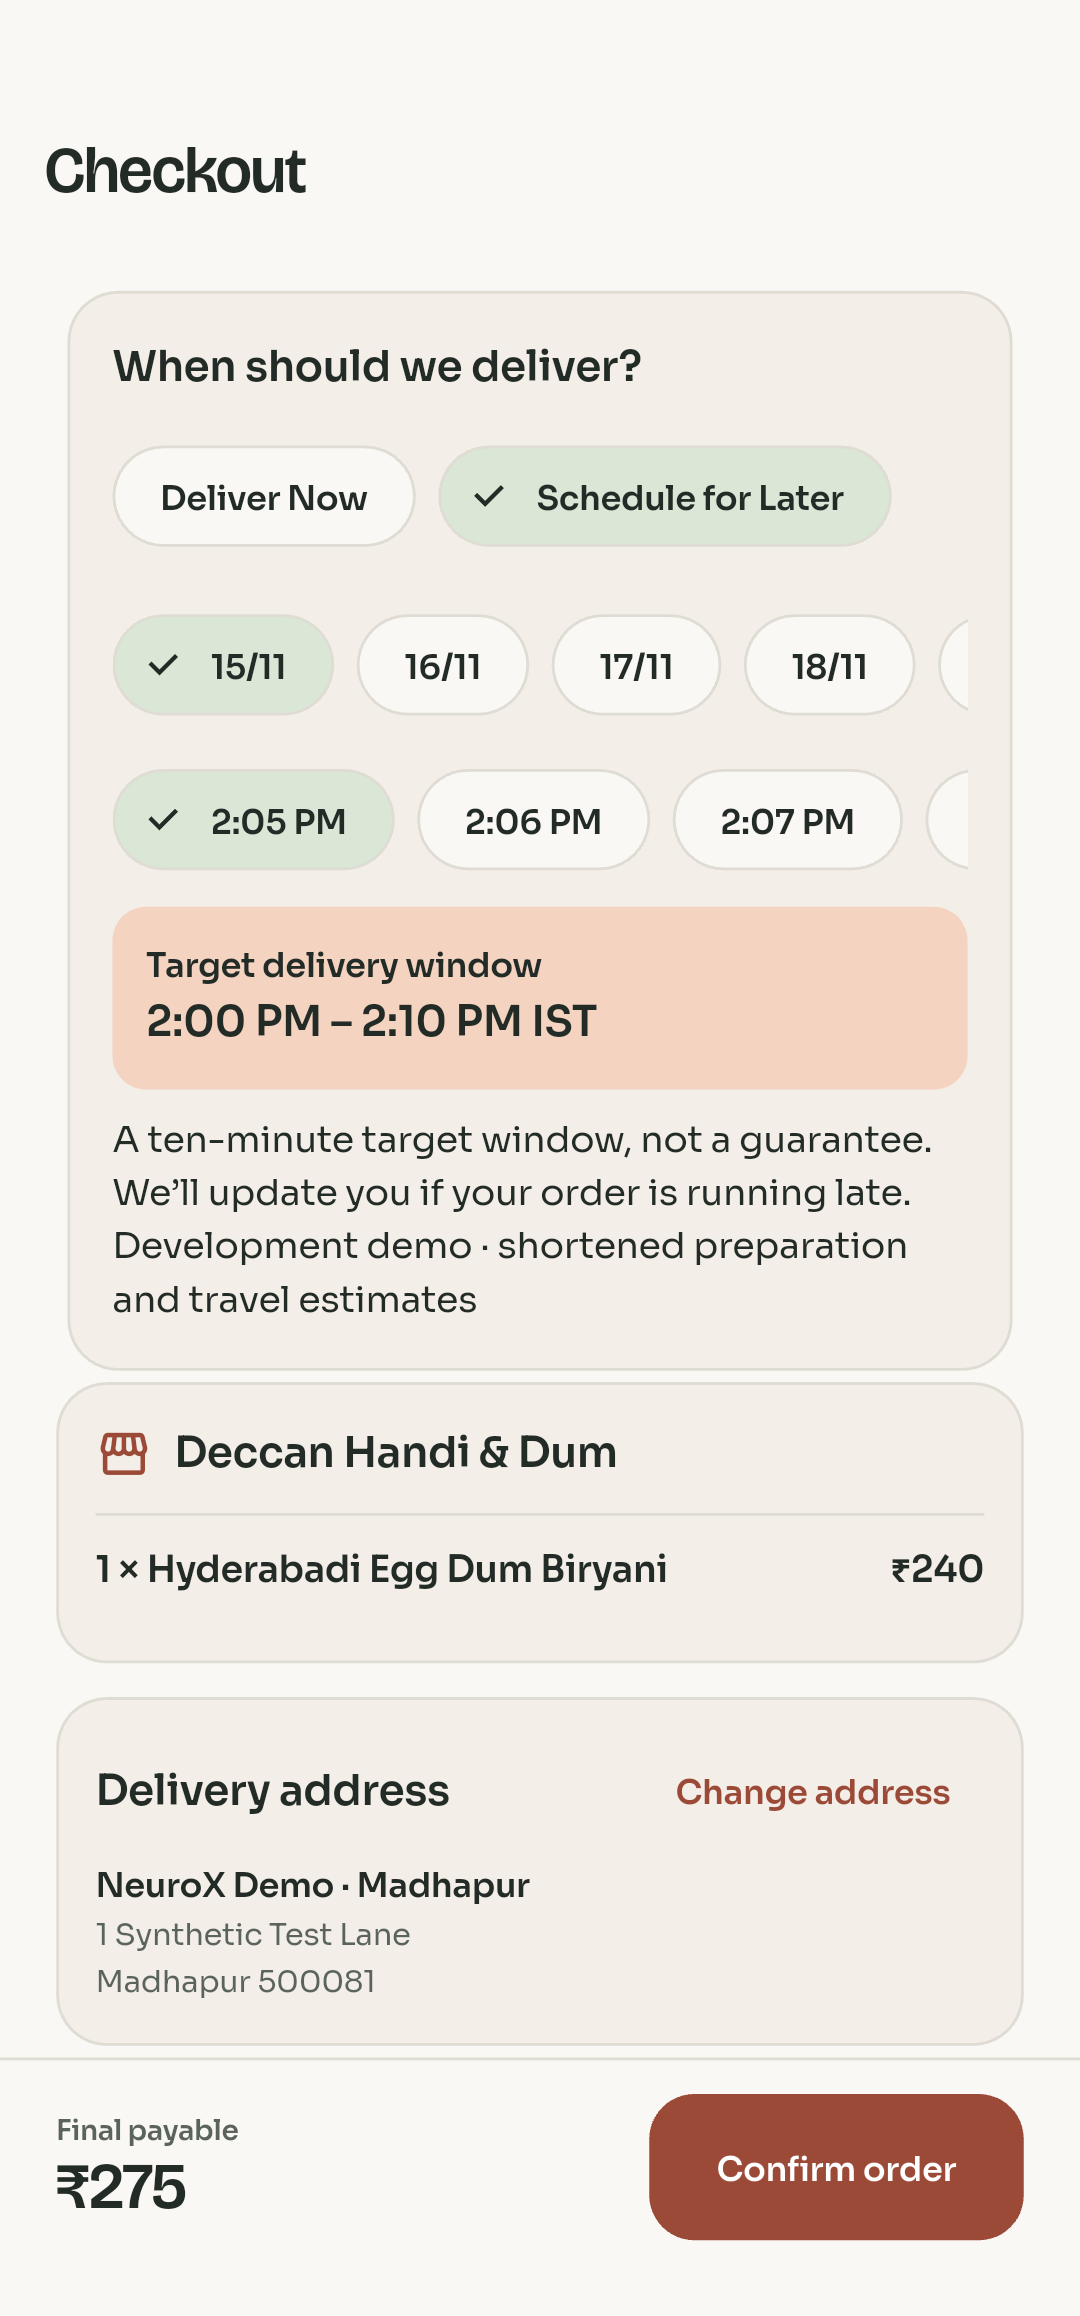 Checkout
When should we deliver?
Deliver Now
Schedule for Later
15/11
16/11
17/11
18/11
2:05 PM
2:06 PM
2:07 PM
Target delivery window
2:00 PM – 2:10 PM IST
A ten-minute target window, not a guarantee.
We’ll update you if your order is running late.
Development demo · shortened preparation
and travel estimates
Deccan Handi & Dum
1 × Hyderabadi Egg Dum Biryani ₹240
Delivery address
Change address
NeuroX Demo · Madhapur
1 Synthetic Test Lane
Madhapur 500081
Final payable
₹275
Confirm order